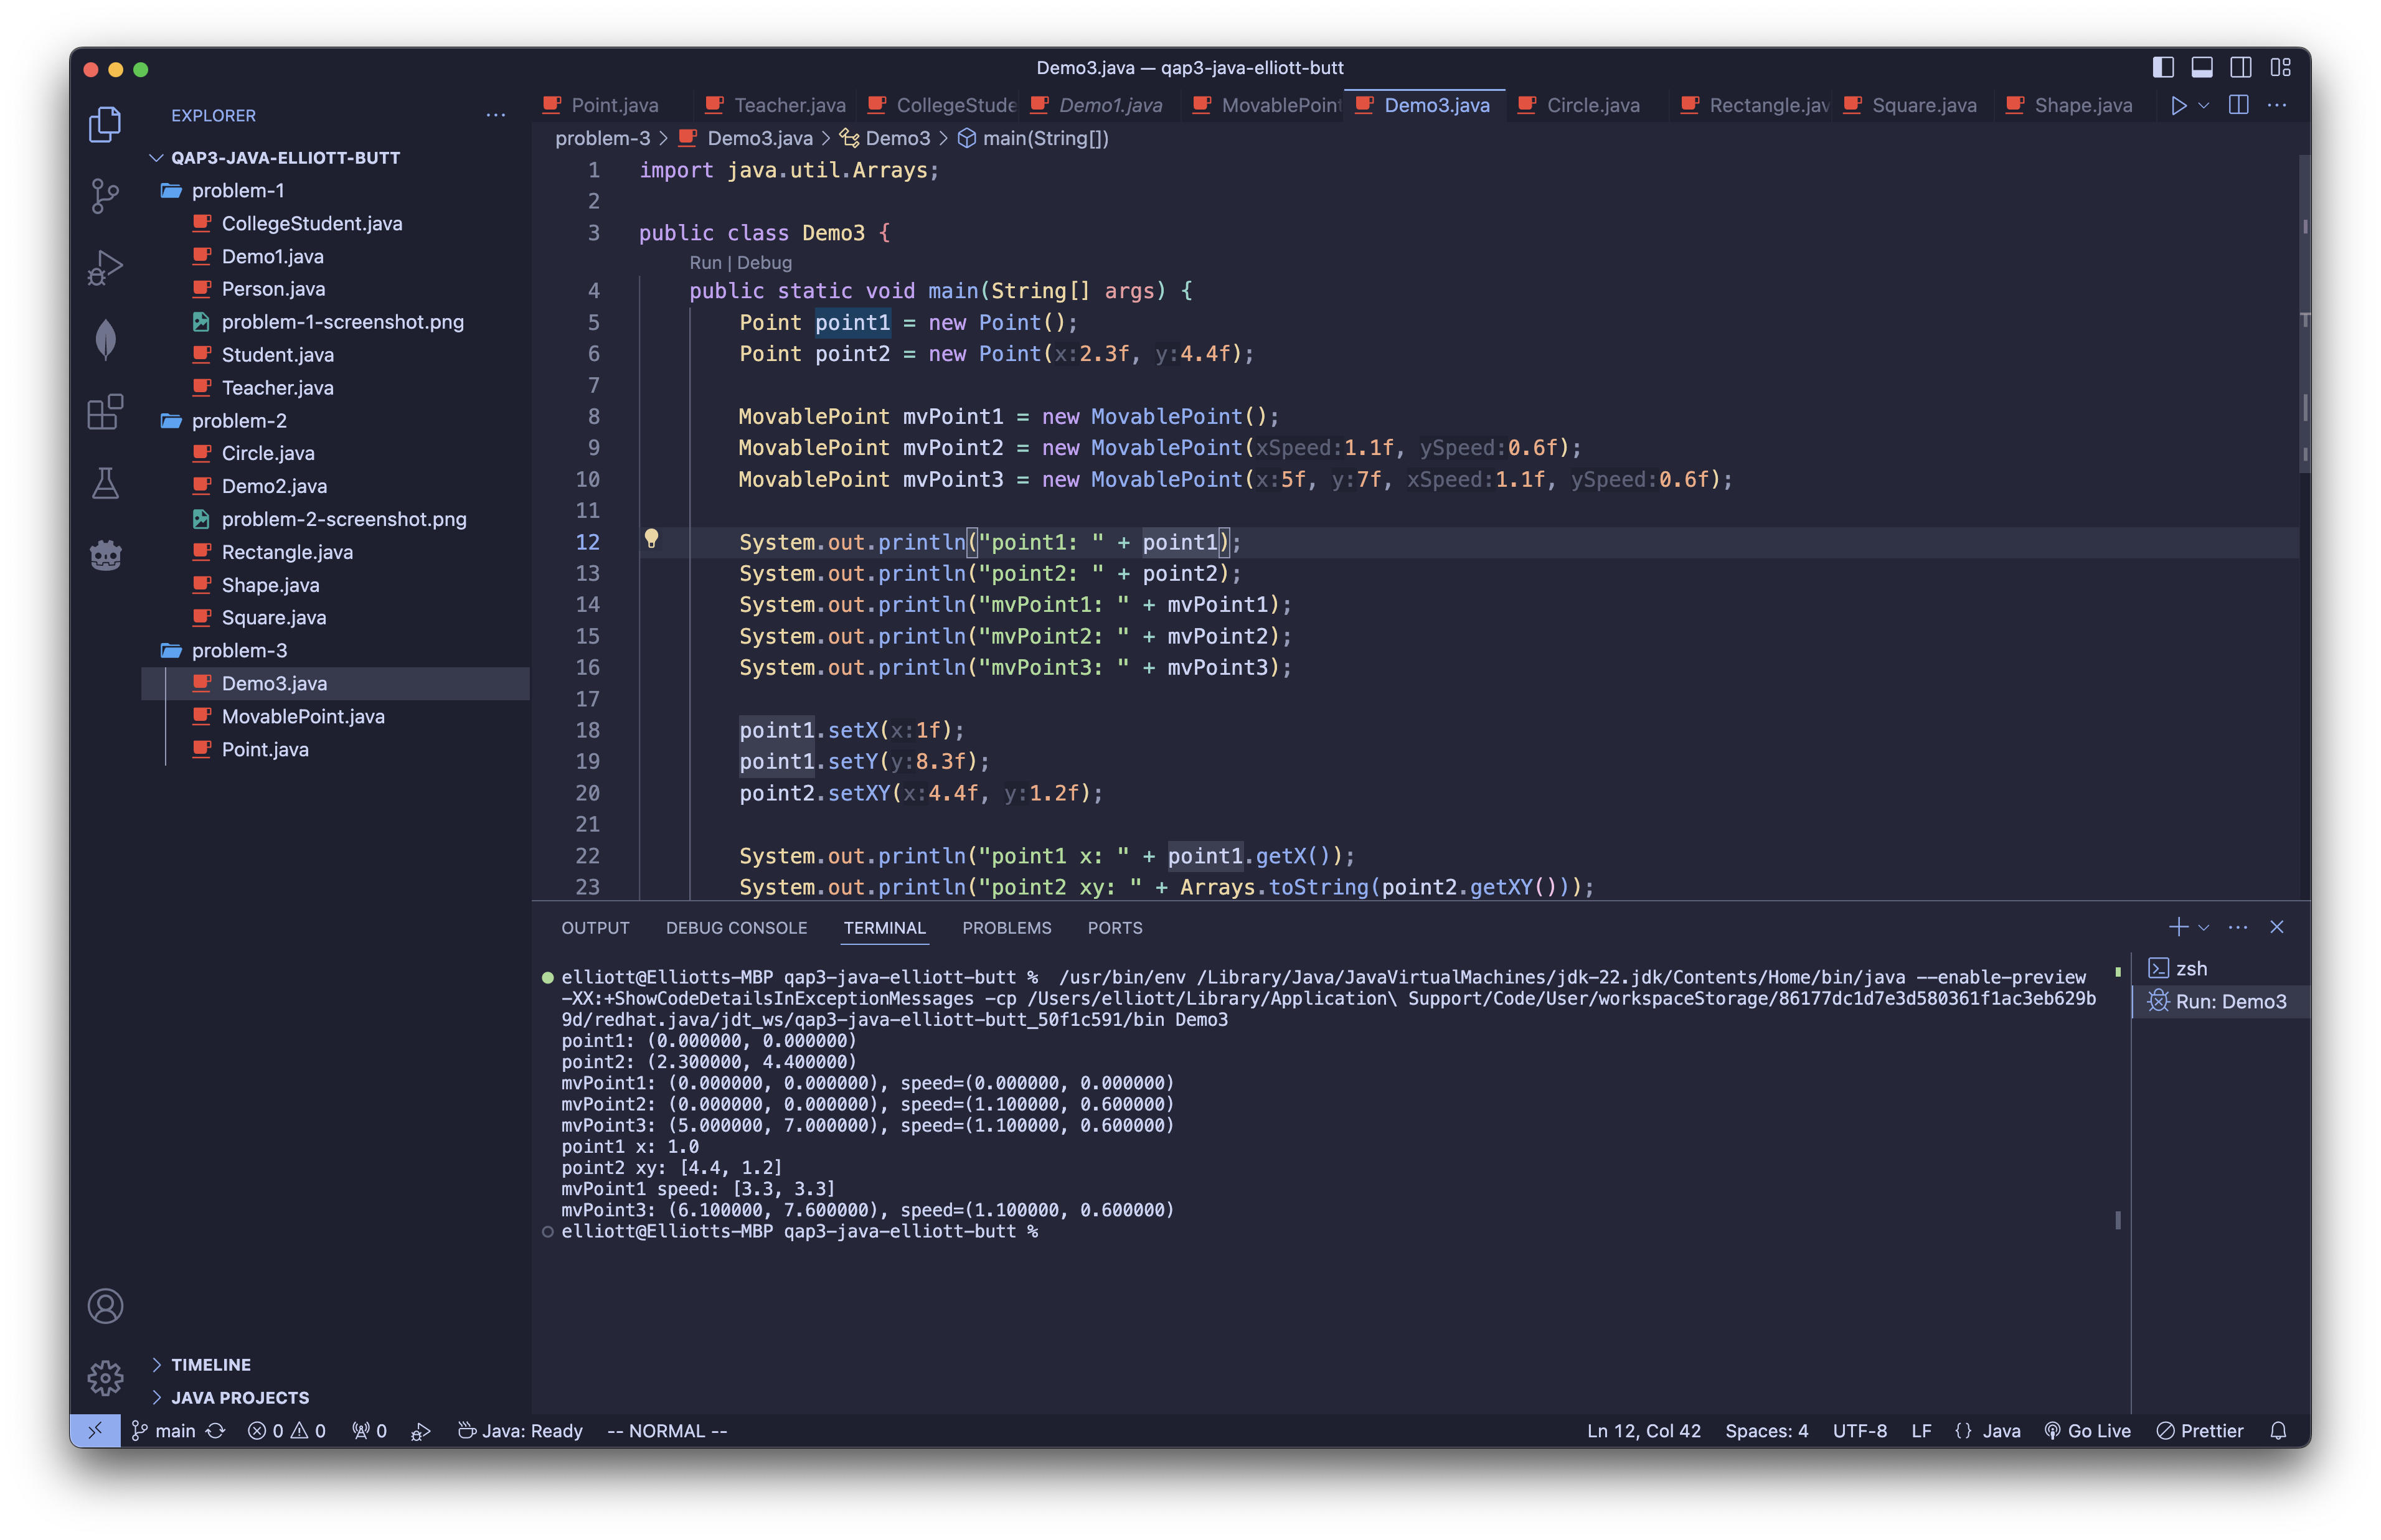 Demo3.java — qap3-java-elliott-butt
EXPLORER
QAP3-JAVA-ELLIOTT-BUTT
problem-1
CollegeStudent.java
Demo1.java
Person.java
problem-1-screenshot.png
Student.java
Teacher.java
problem-2
Circle.java
Demo2.java
problem-2-screenshot.png
Rectangle.java
Shape.java
Square.java
problem-3
Demo3.java
MovablePoint.java
Point.java
TIMELINE
JAVA PROJECTS
Point.java Teacher.java CollegeStude Demo1.java MovablePoint Demo3.java Circle.java Rectangle.jav Square.java Shape.java
problem-3 > Demo3.java > Demo3 > main(String[])
1 import java.util.Arrays;
2
3 public class Demo3 {
Run | Debug
4 public static void main(String[] args) {
5 Point point1 = new Point();
6 Point point2 = new Point(x:2.3f, y:4.4f);
7
8 MovablePoint mvPoint1 = new MovablePoint();
9 MovablePoint mvPoint2 = new MovablePoint(xSpeed:1.1f, ySpeed:0.6f);
10 MovablePoint mvPoint3 = new MovablePoint(x:5f, y:7f, xSpeed:1.1f, ySpeed:0.6f);
11
12 System.out.println("point1: " + point1);
13 System.out.println("point2: " + point2);
14 System.out.println("mvPoint1: " + mvPoint1);
15 System.out.println("mvPoint2: " + mvPoint2);
16 System.out.println("mvPoint3: " + mvPoint3);
17
18 point1.setX(x:1f);
19 point1.setY(y:8.3f);
20 point2.setXY(x:4.4f, y:1.2f);
21
22 System.out.println("point1 x: " + point1.getX());
23 System.out.println("point2 xy: " + Arrays.toString(point2.getXY()));
OUTPUT DEBUG CONSOLE TERMINAL PROBLEMS PORTS
elliott@Elliotts-MBP qap3-java-elliott-butt % /usr/bin/env /Library/Java/JavaVirtualMachines/jdk-22.jdk/Contents/Home/bin/java --enable-preview
-XX:+ShowCodeDetailsInExceptionMessages -cp /Users/elliott/Library/Application\ Support/Code/User/workspaceStorage/86177dc1d7e3d580361f1ac3eb629b
9d/redhat.java/jdt_ws/qap3-java-elliott-butt_50f1c591/bin Demo3
point1: (0.000000, 0.000000)
point2: (2.300000, 4.400000)
mvPoint1: (0.000000, 0.000000), speed=(0.000000, 0.000000)
mvPoint2: (0.000000, 0.000000), speed=(1.100000, 0.600000)
mvPoint3: (5.000000, 7.000000), speed=(1.100000, 0.600000)
point1 x: 1.0
point2 xy: [4.4, 1.2]
mvPoint1 speed: [3.3, 3.3]
mvPoint3: (6.100000, 7.600000), speed=(1.100000, 0.600000)
elliott@Elliotts-MBP qap3-java-elliott-butt %
zsh
Run: Demo3
main 0 0 0 Java: Ready -- NORMAL -- Ln 12, Col 42 Spaces: 4 UTF-8 LF {} Java Go Live Prettier